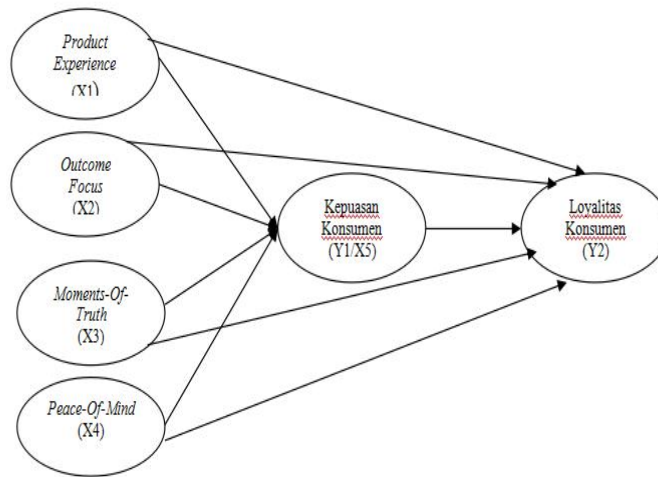 Product
Experience
(X1)
Outcome
Focus
(X2)
Kepuasan
Konsumen
(Y1/X5)
Loyalitas
Konsumen
(Y2)
Moments-Of-
Truth
(X3)
Peace-Of-Mind
(X4)